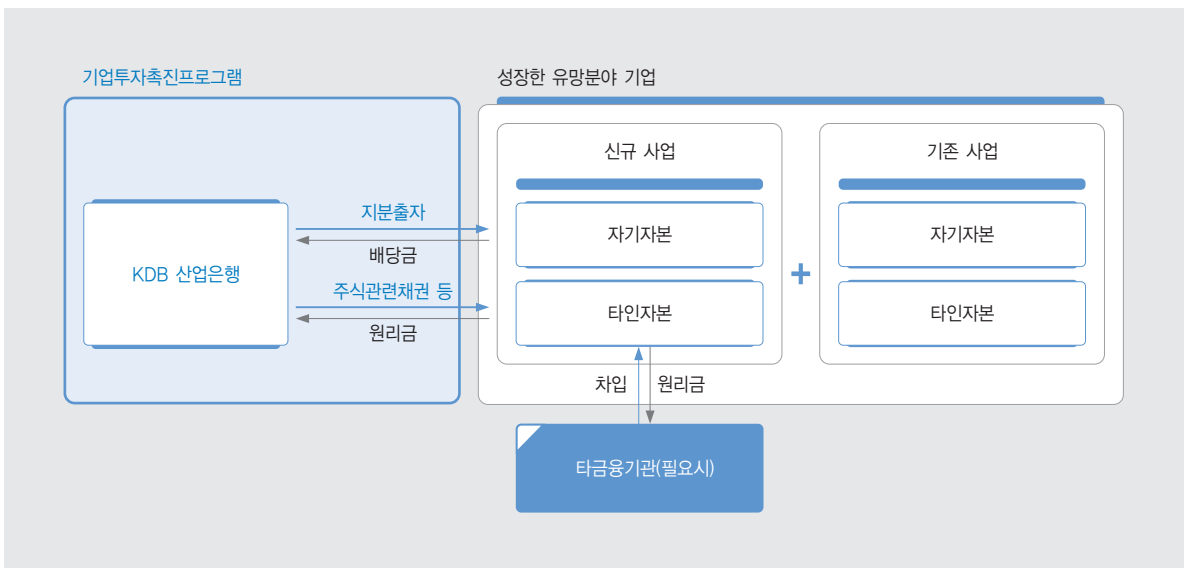 기업투자촉진프로그램
성장한 유망분야 기업
신규 사업
기존 사업
지분출자
배당금
KDB 산업은행
주식관련채권 등
원리금
자기자본
타인자본
+
자기자본
타인자본
차입
원리금
타금융기관(필요시)